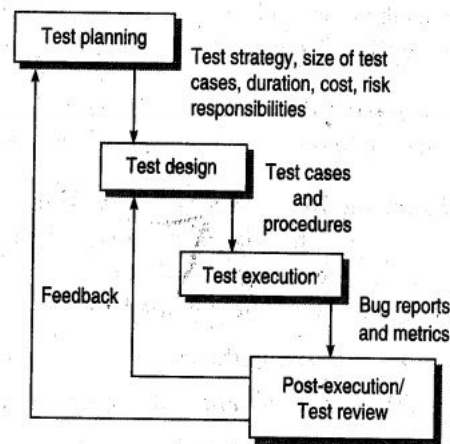 Test planning
Test strategy, size of test
cases, duration, cost, risk
responsibilities
Test design
Test cases
and
procedures
Test execution
Feedback
Bug reports
and metrics
Post-execution/
Test review